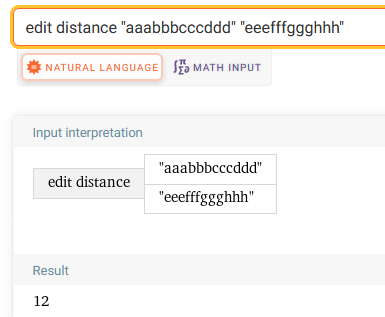 edit distance "aaabbbcccddd" "eeefffggghhh"
NATURAL LANGUAGE
∫Σ π∂ MATH INPUT
Input interpretation
edit distance
"aaabbbcccddd"
"eeefffggghhh"
Result
12